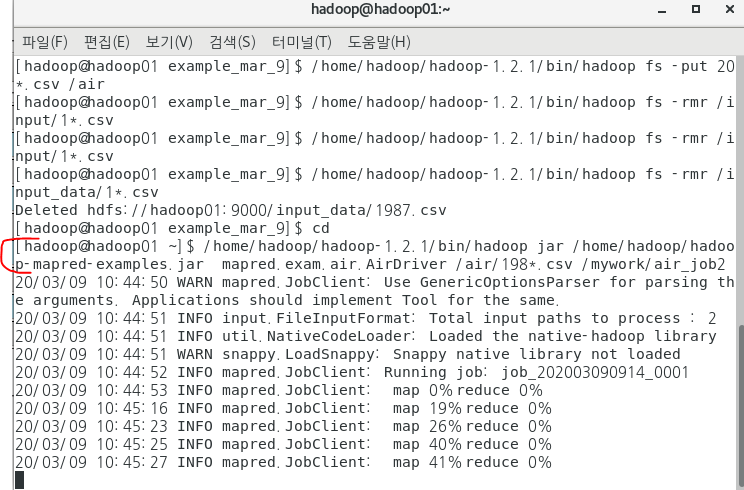 hadoop@hadoop01:~
파일(F) 편집(E) 보기(V) 검색(S) 터미널(T) 도움말(H)
[hadoop@hadoop01 example_mar_9]$ /home/hadoop/hadoop-1.2.1/bin/hadoop fs -put 20
*.csv /air
[hadoop@hadoop01 example_mar_9]$ /home/hadoop/hadoop-1.2.1/bin/hadoop fs -rmr /i
nput/1*.csv
[hadoop@hadoop01 example_mar_9]$ /home/hadoop/hadoop-1.2.1/bin/hadoop fs -rmr /i
nput/1*.csv
[hadoop@hadoop01 example_mar_9]$ /home/hadoop/hadoop-1.2.1/bin/hadoop fs -rmr /i
nput_data/1*.csv
Deleted hdfs://hadoop01:9000/input_data/1987.csv
[hadoop@hadoop01 example_mar_9]$ cd
[hadoop@hadoop01 ~]$ /home/hadoop/hadoop-1.2.1/bin/hadoop jar /home/hadoop/hadoo
p-mapred-examples.jar  mapred.exam.air.AirDriver /air/198*.csv /mywork/air_job2
20/03/09 10:44:50 WARN mapred.JobClient: Use GenericOptionsParser for parsing th
e arguments. Applications should implement Tool for the same.
20/03/09 10:44:51 INFO input.FileInputFormat: Total input paths to process : 2
20/03/09 10:44:51 INFO util.NativeCodeLoader: Loaded the native-hadoop library
20/03/09 10:44:51 WARN snappy.LoadSnappy: Snappy native library not loaded
20/03/09 10:44:52 INFO mapred.JobClient: Running job: job_202003090914_0001
20/03/09 10:44:53 INFO mapred.JobClient:  map 0% reduce 0%
20/03/09 10:45:16 INFO mapred.JobClient:  map 19% reduce 0%
20/03/09 10:45:23 INFO mapred.JobClient:  map 26% reduce 0%
20/03/09 10:45:25 INFO mapred.JobClient:  map 40% reduce 0%
20/03/09 10:45:27 INFO mapred.JobClient:  map 41% reduce 0%